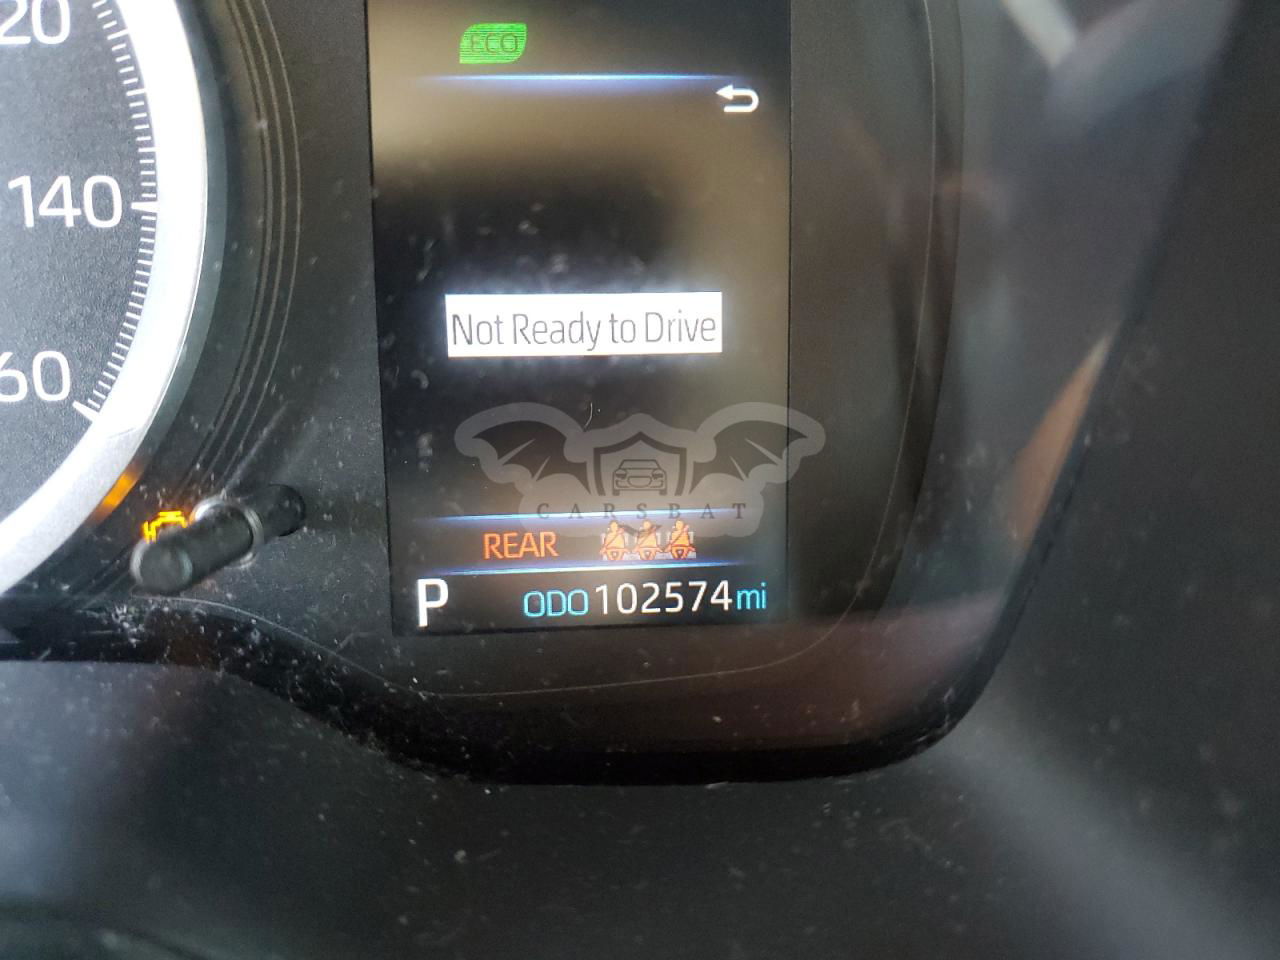 20
ECO
140
Not Ready to Drive
60
CARSBAT
REAR
P ODO 102574 mi